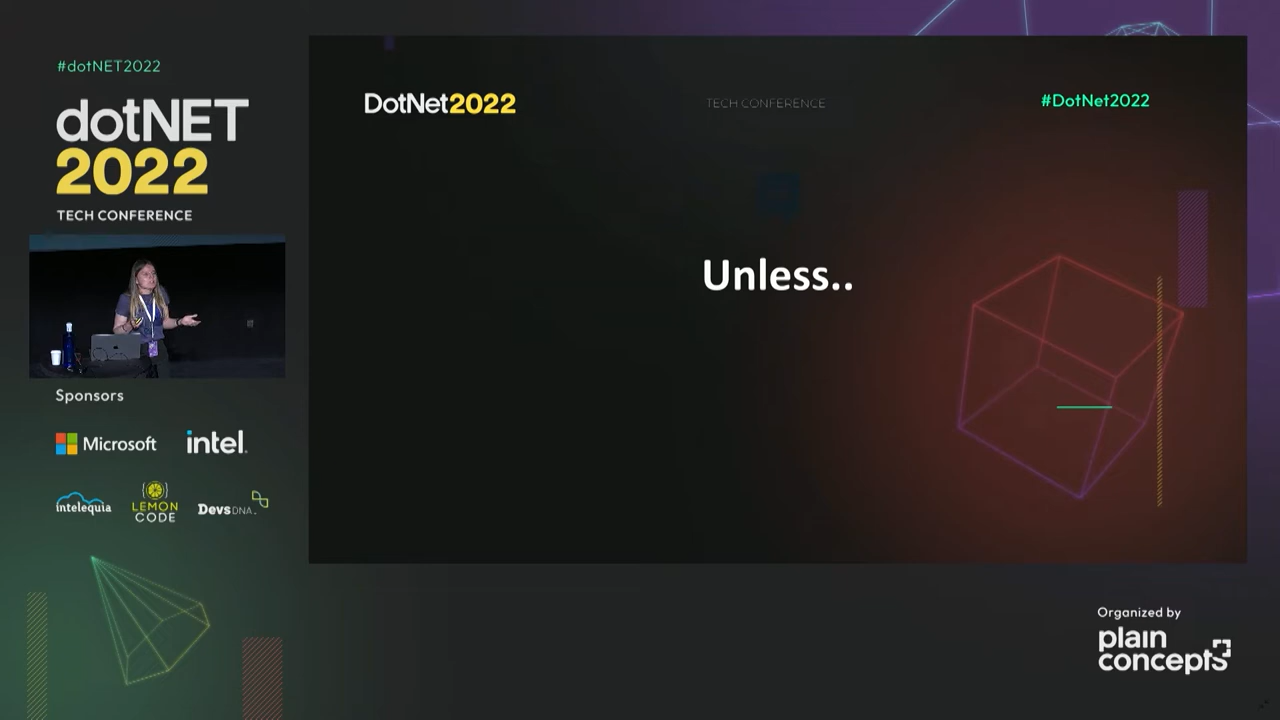 #dotNET2022
dotNET
2022
TECH CONFERENCE
Sponsors
Microsoft
intel.
intelequia
LEMON
CODE
DevsDNA.
DotNet2022
TECH CONFERENCE
#DotNet2022
Unless..
Organized by
plain
concepts